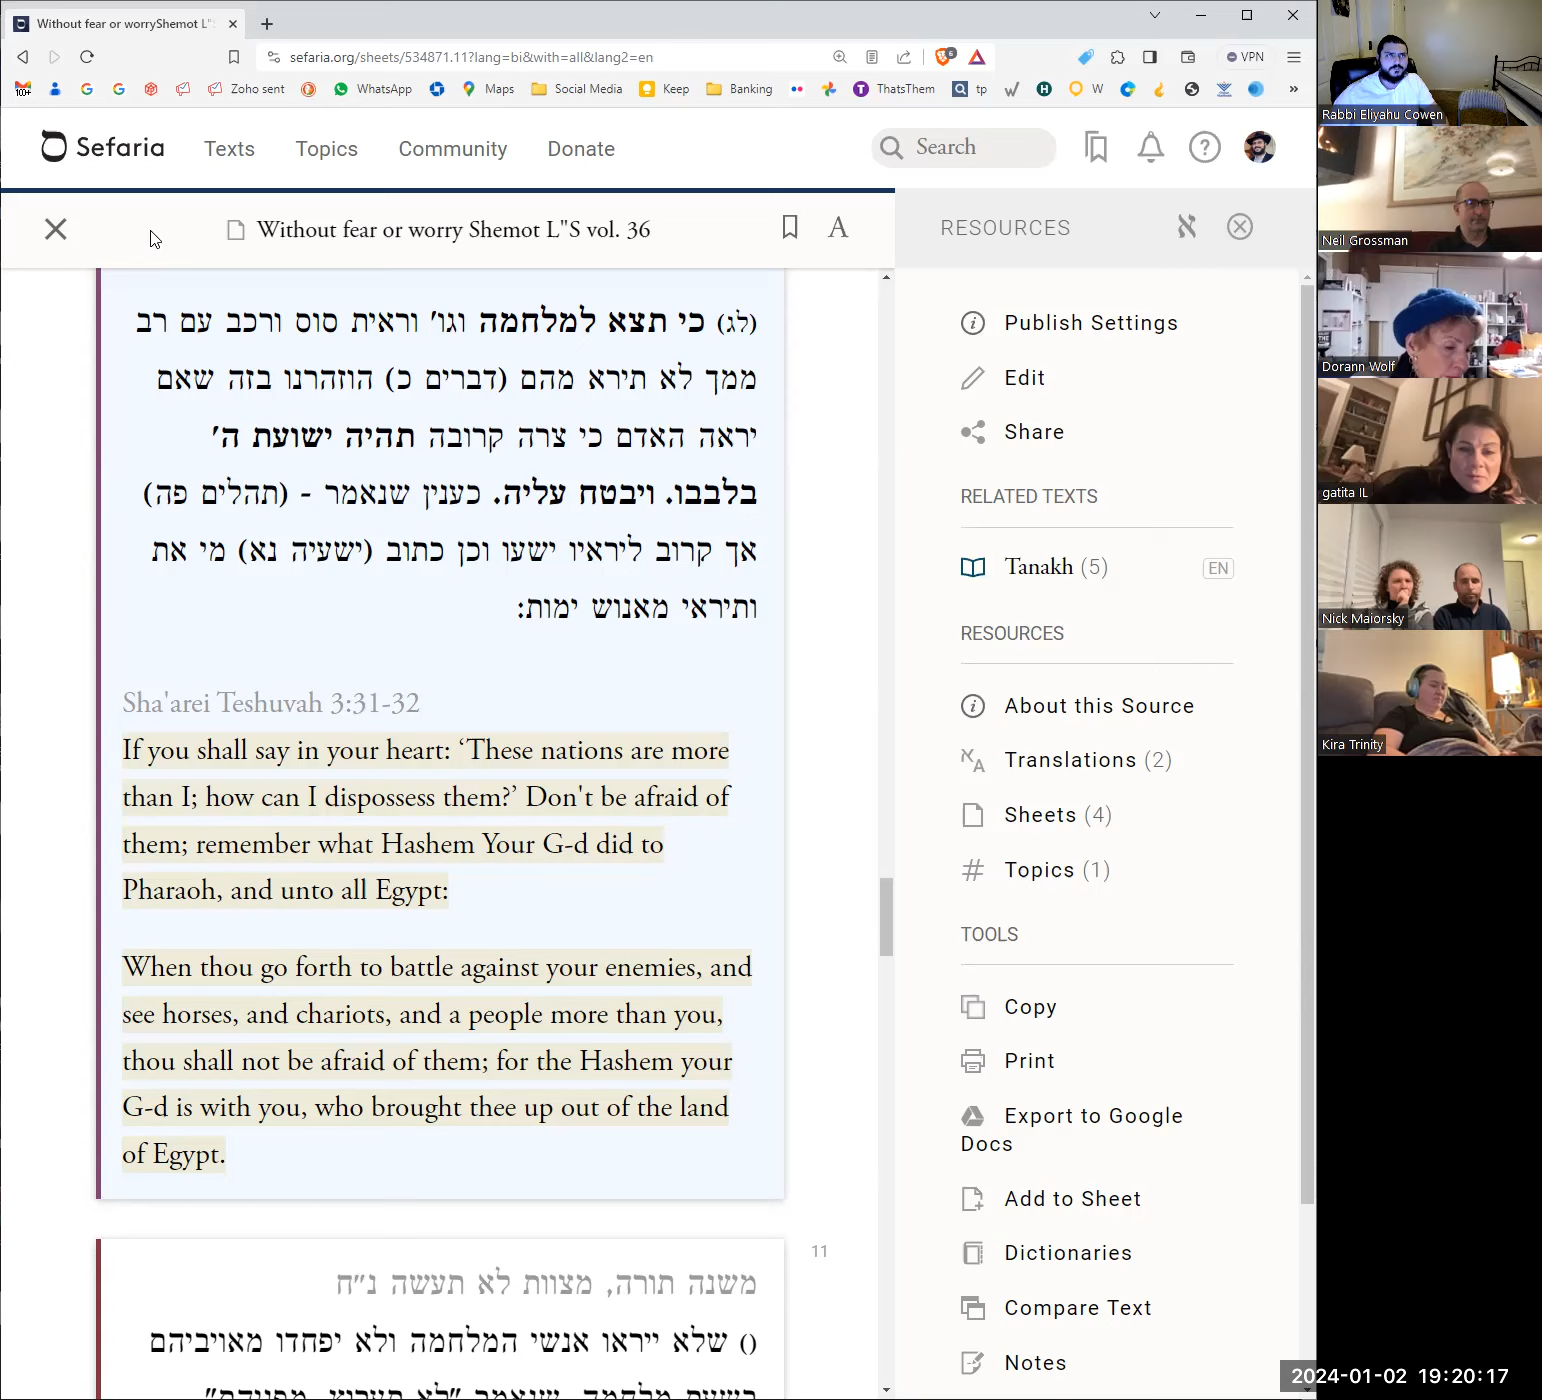 Without fear or worryShemot L"
sefaria.org/sheets/534871.11?lang=bi&with=all&lang2=en
6
VPN
100+
Zoho sent
WhatsApp
Maps
Social Media
Keep
Banking
ThatsThem
tp
W
»
Sefaria
Texts
Topics
Community
Donate
Search
Without fear or worry Shemot L"S vol. 36
A
RESOURCES
(לג) כי תצא למלחמה וגו' וראית סוס ורכב עם רב
ממך לא תירא מהם (דברים כ) הוזהרנו בזה שאם
יראה האדם כי צרה קרובה תהיה ישועת ה'
בלבבו. ויבטח עליה. כענין שנאמר - (תהלים פה)
אך קרוב ליראיו ישעו וכן כתוב (ישעיה נא) מי את
ותיראי מאנוש ימות:
Sha'arei Teshuvah 3:31-32
If you shall say in your heart: ‘These nations are more
than I; how can I dispossess them?’ Don't be afraid of
them; remember what Hashem Your G-d did to
Pharaoh, and unto all Egypt:
When thou go forth to battle against your enemies, and
see horses, and chariots, and a people more than you,
thou shall not be afraid of them; for the Hashem your
G-d is with you, who brought thee up out of the land
of Egypt.
11
משנה תורה, מצוות לא תעשה נ״ח
() שלא ייראו אנשי המלחמה ולא יפחדו מאויביהם
בשעת מלחמה, שנאמר "לא תערוץ, מפניהם"
Publish Settings
Edit
Share
RELATED TEXTS
Tanakh (5)
EN
RESOURCES
About this Source
Translations (2)
Sheets (4)
Topics (1)
TOOLS
Copy
Print
Export to Google
Docs
Add to Sheet
Dictionaries
Compare Text
Notes
Rabbi Eliyahu Cowen
Neil Grossman
Dorann Wolf
gatita IL
Nick Maiorsky
Kira Trinity
2024-01-02 19:20:17